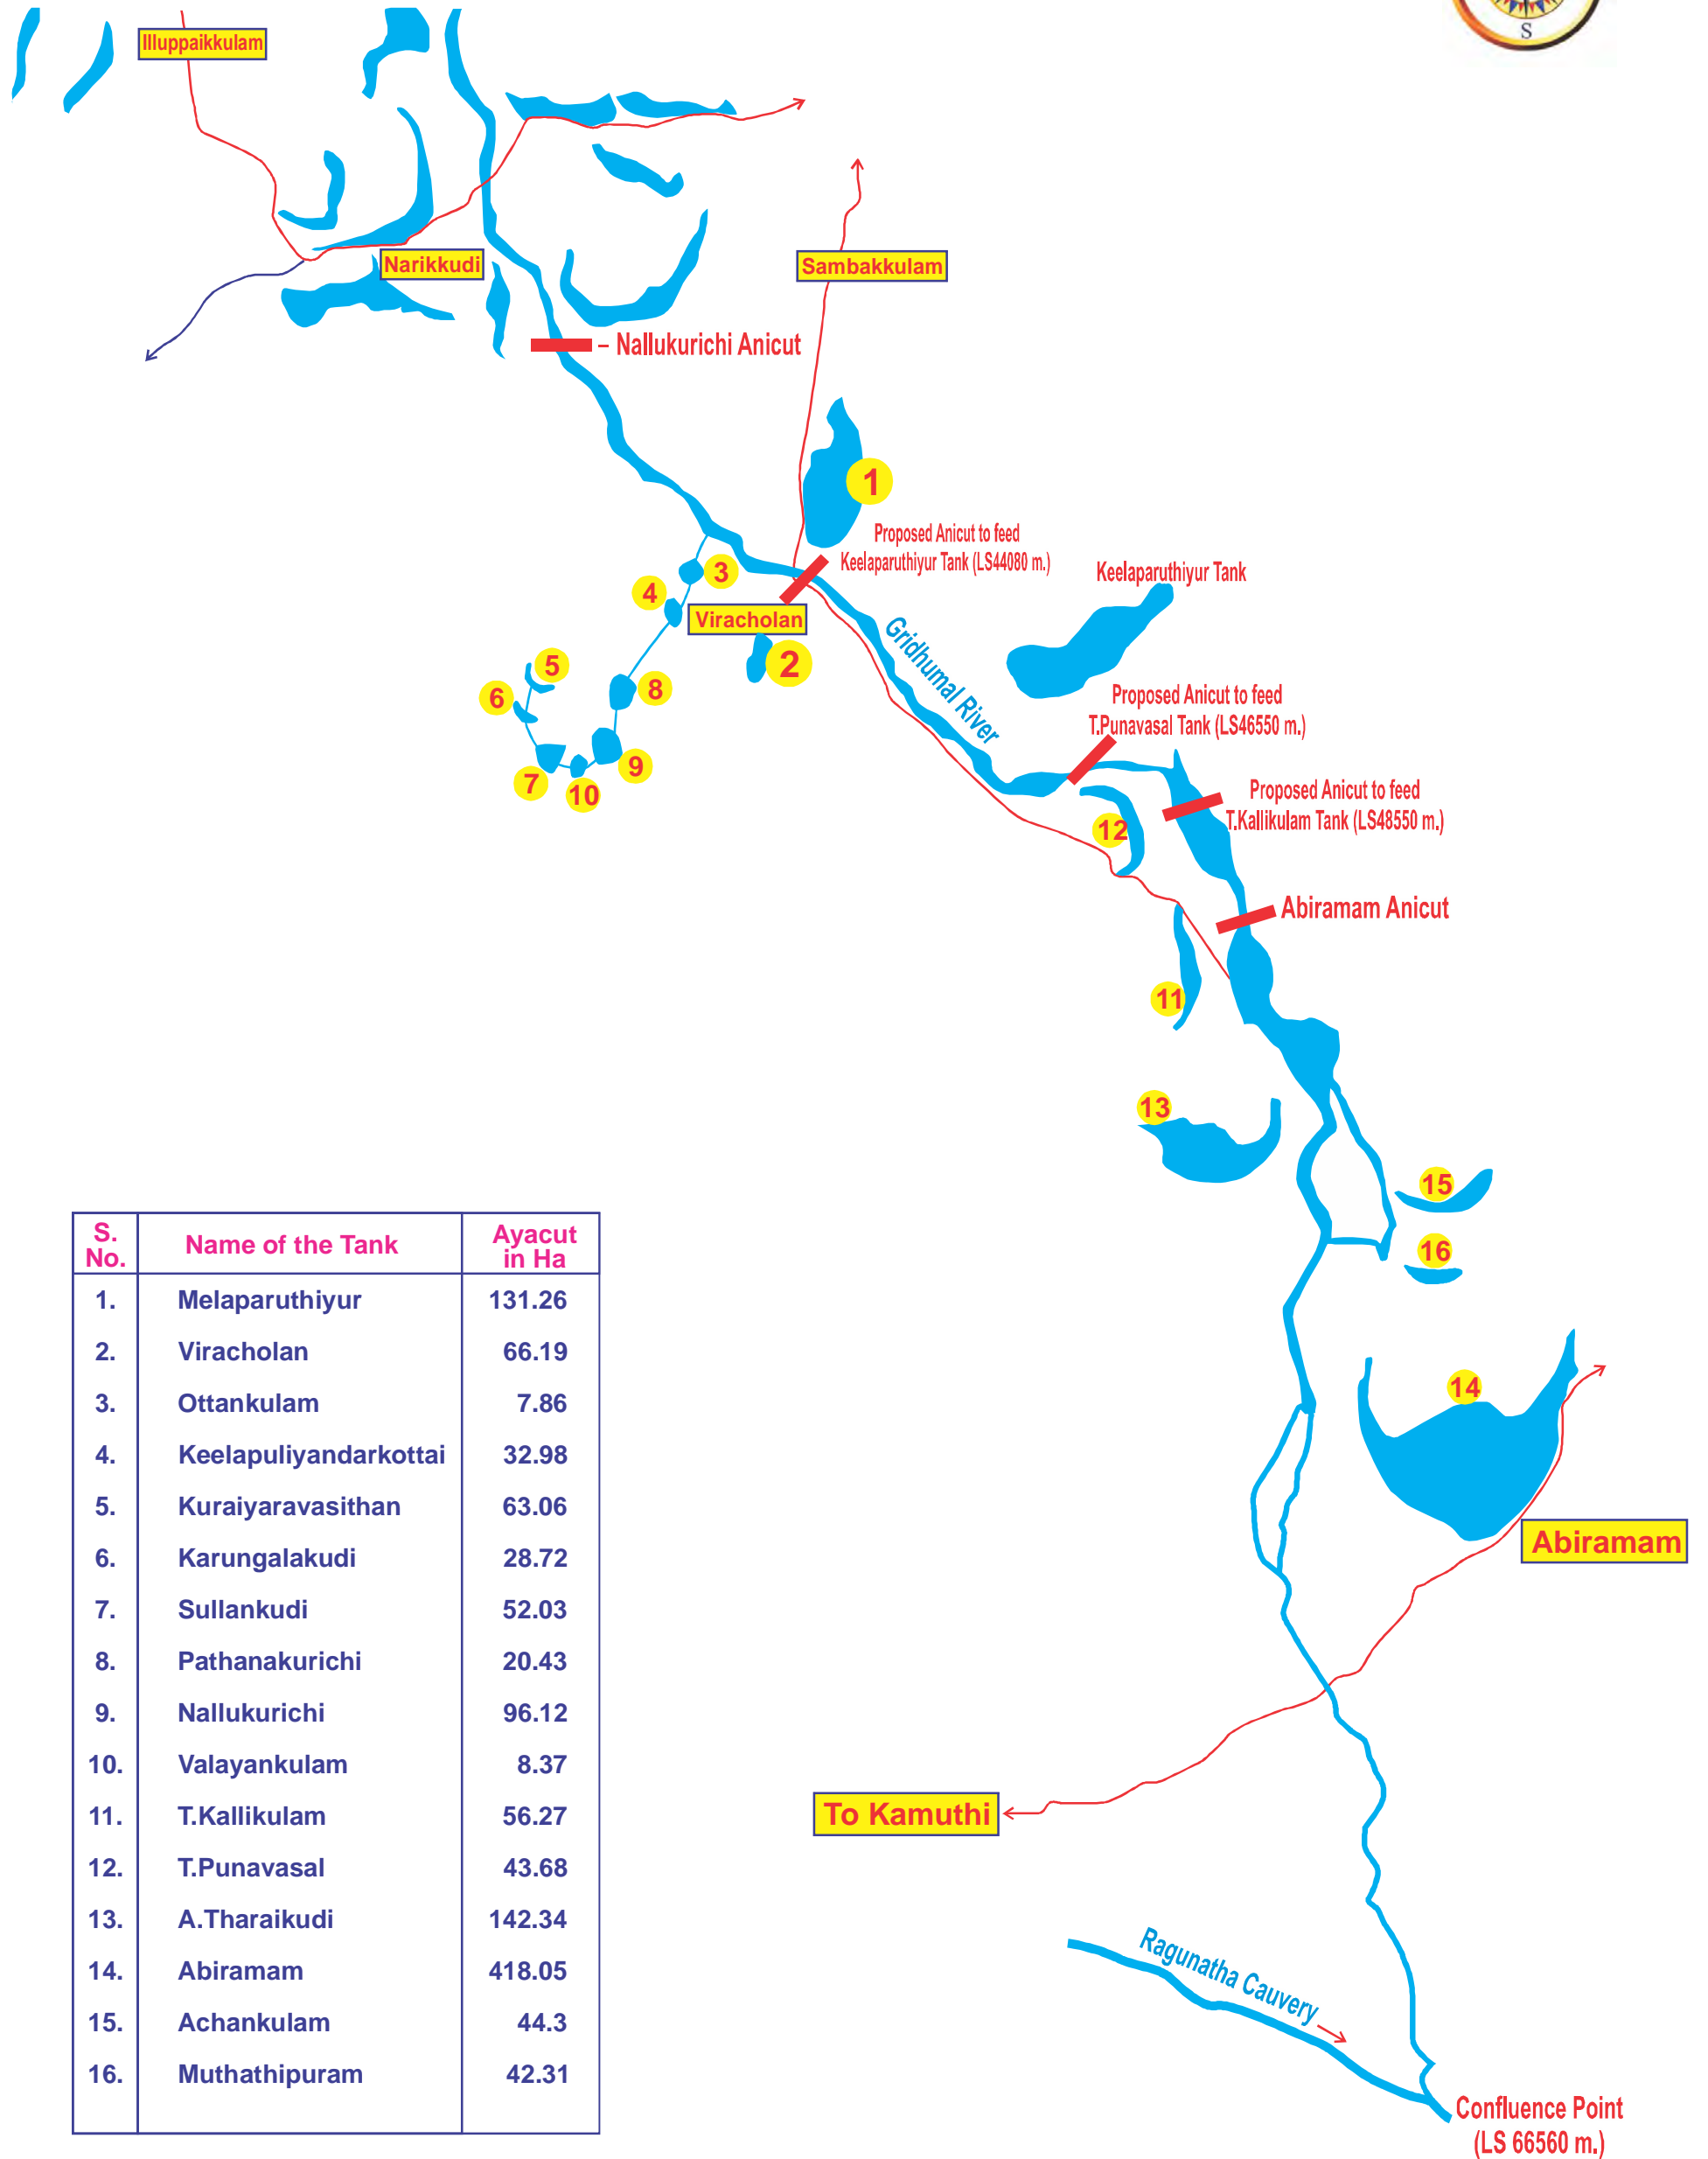 S
Illuppaikkulam
Narikkudi
Sambakkulam
– Nallukurichi Anicut
1
Proposed Anicut to feed
Keelaparuthiyur Tank (LS44080 m.)
Keelaparuthiyur Tank
3
4
Viracholan
2
Gridhumal River
5
6
8
7
9
10
Proposed Anicut to feed
T.Punavasal Tank (LS46550 m.)
Proposed Anicut to feed
T.Kallikulam Tank (LS48550 m.)
12
Abiramam Anicut
11
13
15
16
14
Abiramam
To Kamuthi
Ragunatha Cauvery
Confluence Point
(LS 66560 m.)
S. No. Name of the Tank Ayacut in Ha
1. Melaparuthiyur 131.26
2. Viracholan 66.19
3. Ottankulam 7.86
4. Keelapuliyandarkottai 32.98
5. Kuraiyaravasithan 63.06
6. Karungalakudi 28.72
7. Sullankudi 52.03
8. Pathanakurichi 20.43
9. Nallukurichi 96.12
10. Valayankulam 8.37
11. T.Kallikulam 56.27
12. T.Punavasal 43.68
13. A.Tharaikudi 142.34
14. Abiramam 418.05
15. Achankulam 44.3
16. Muthathipuram 42.31